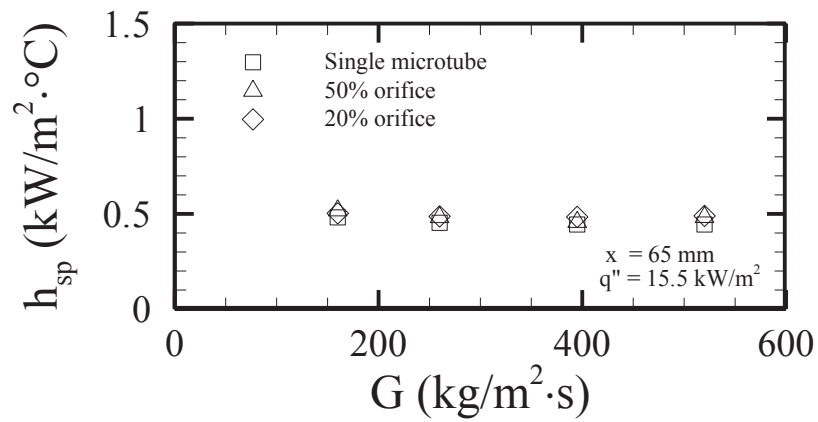 1.5
1
0.5
0
h_sp (kW/m²·°C)
Single microtube
50% orifice
20% orifice
x = 65 mm
q" = 15.5 kW/m²
0 200 400 600
G (kg/m²·s)